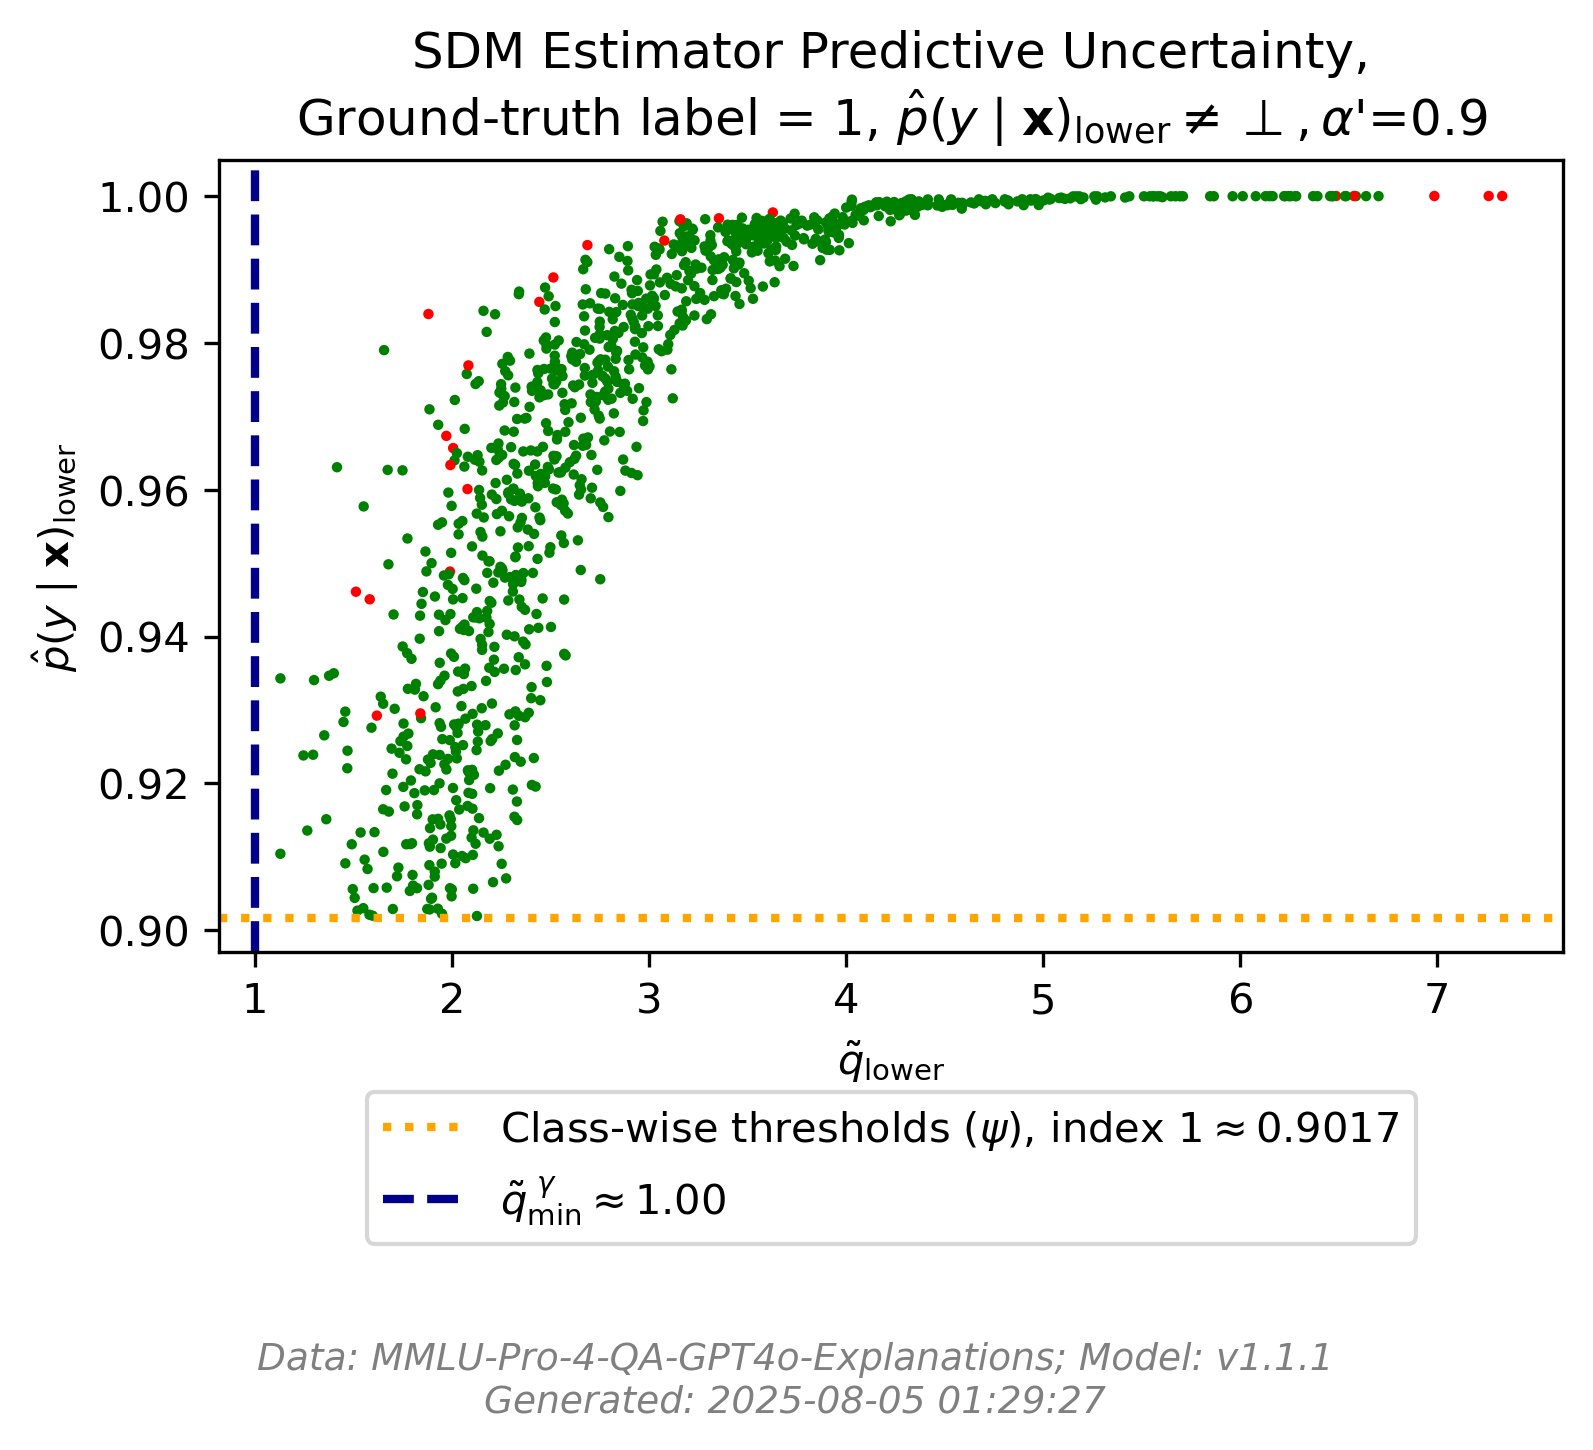 SDM Estimator Predictive Uncertainty,
Ground-truth label = 1, p̂(y | 𝐱)lower ≠ ⊥, α'=0.9
p̂(y | 𝐱)lower
1.00
0.98
0.96
0.94
0.92
0.90
1 2 3 4 5 6 7
q̃lower
Class-wise thresholds (ψ), index 1 ≈ 0.9017
q̃ᵞmin ≈ 1.00
Data: MMLU-Pro-4-QA-GPT4o-Explanations; Model: v1.1.1
Generated: 2025-08-05 01:29:27